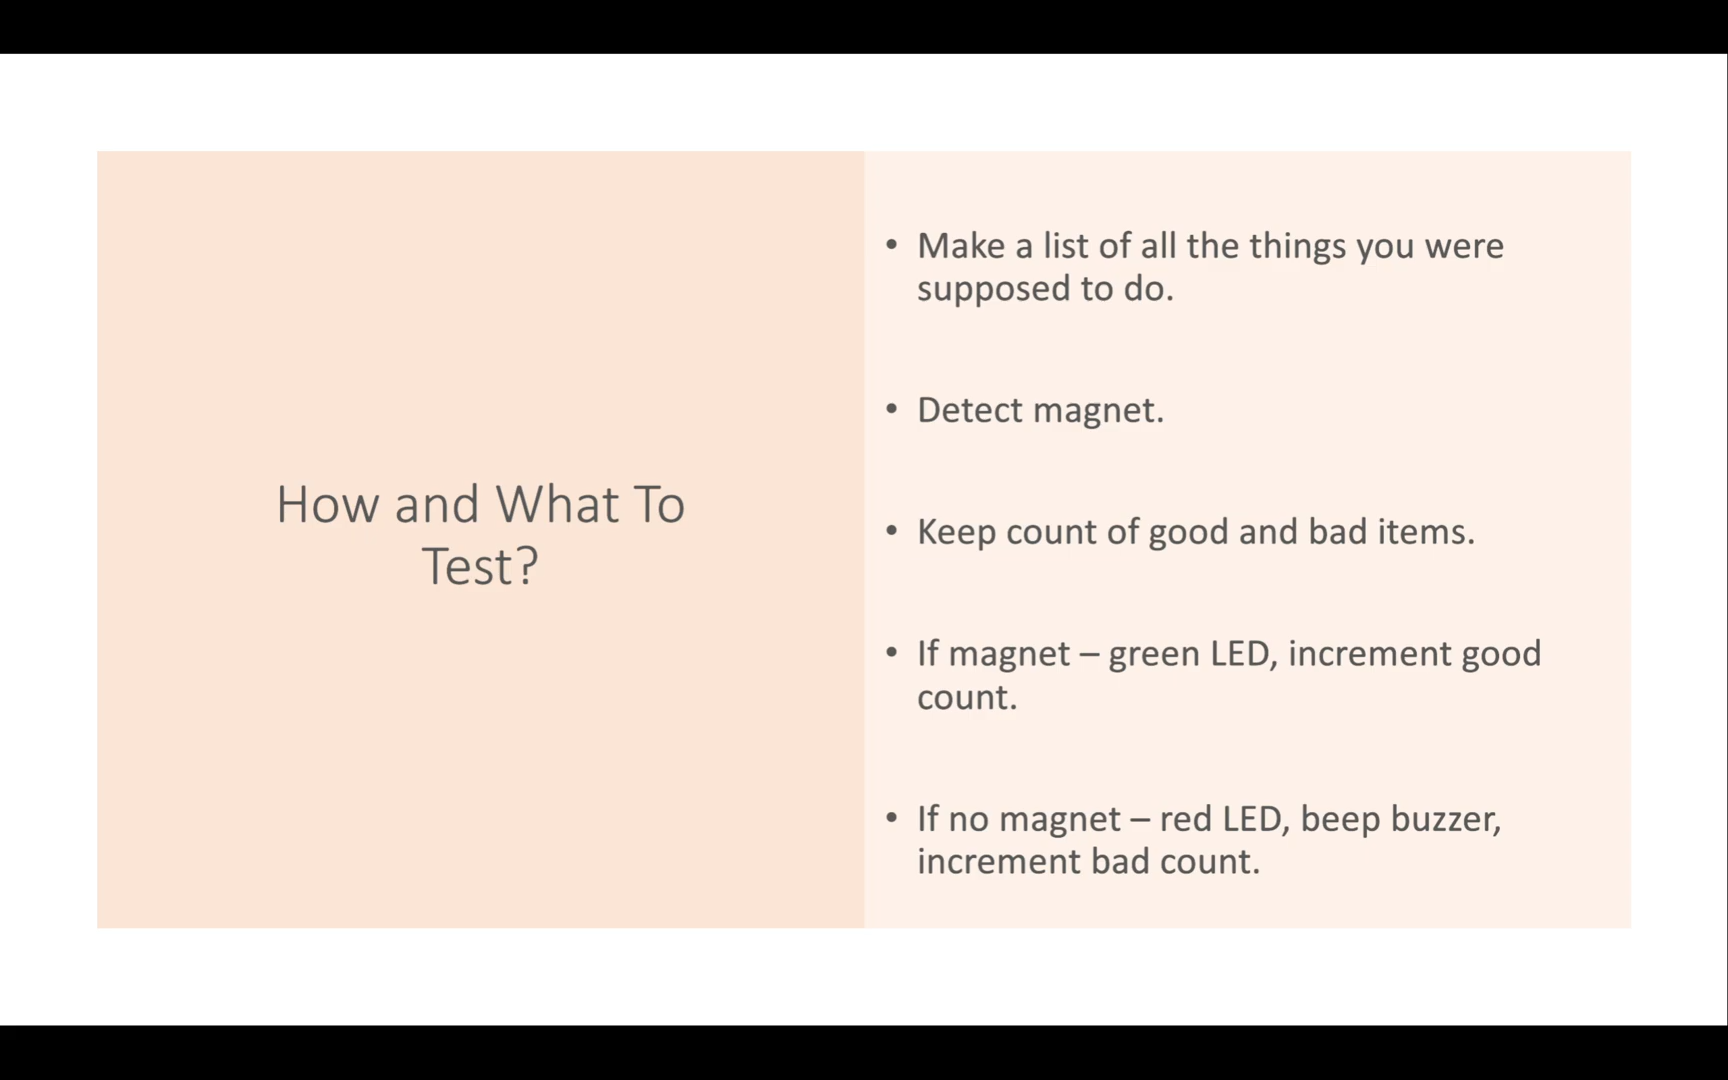 How and What To
Test?
• Make a list of all the things you were
supposed to do.
• Detect magnet.
• Keep count of good and bad items.
• If magnet – green LED, increment good
count.
• If no magnet – red LED, beep buzzer,
increment bad count.